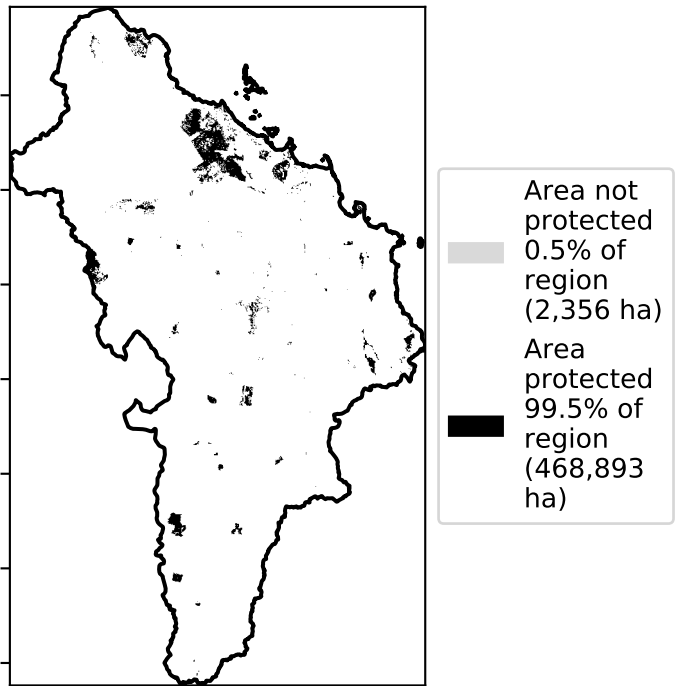 Area not
protected
0.5% of
region
(2,356 ha)
Area
protected
99.5% of
region
(468,893
ha)